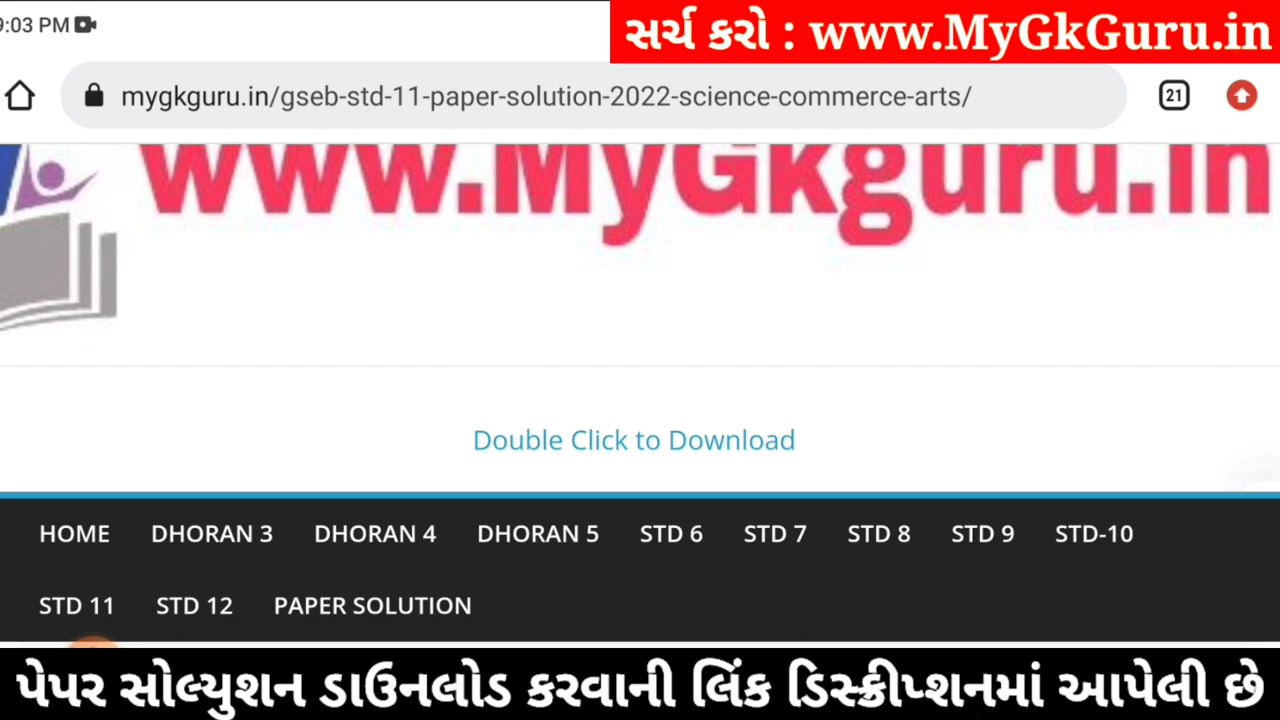 9:03 PM
સર્ચ કરો : www.MyGkGuru.in
mygkguru.in/gseb-std-11-paper-solution-2022-science-commerce-arts/
21
www.MyGkguru.in
Double Click to Download
HOME DHORAN 3 DHORAN 4 DHORAN 5 STD 6 STD 7 STD 8 STD 9 STD-10
STD 11 STD 12 PAPER SOLUTION
પેપર સોલ્યુશન ડાઉનલોડ કરવાની લિંક ડિસ્ક્રીપ્શનમાં આપેલી છે